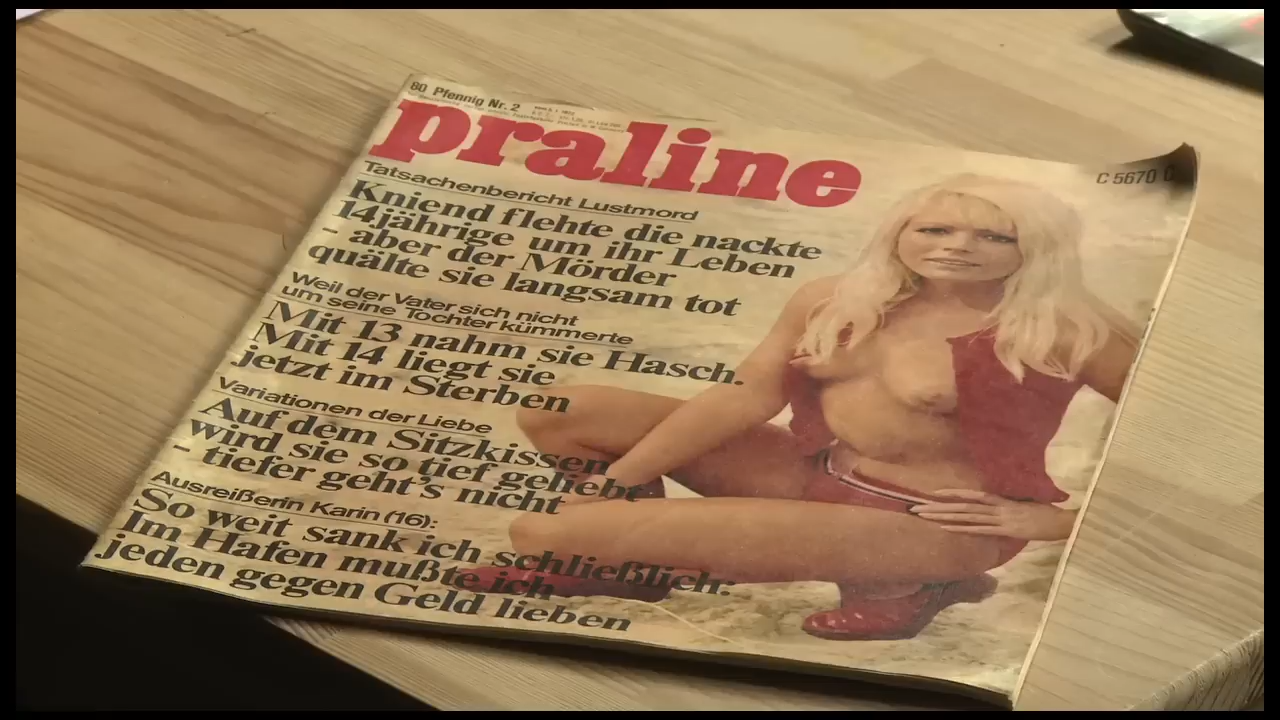 80 Pfennig Nr. 2
praline
C 5670 C
Tatsachenbericht Lustmord
Kniend flehte die nackte
14jährige um ihr Leben
- aber der Mörder
quälte sie langsam tot
Weil der Vater sich nicht
um seine Tochter kümmerte
Mit 13 nahm sie Hasch.
Mit 14 liegt sie
jetzt im Sterben
Variationen der Liebe
Auf dem Sitzkissen
wird sie so tief geliebt
- tiefer geht's nicht
Ausreißerin Karin (16):
So weit sank ich schließlich:
Im Hafen mußte ich
jeden gegen Geld lieben